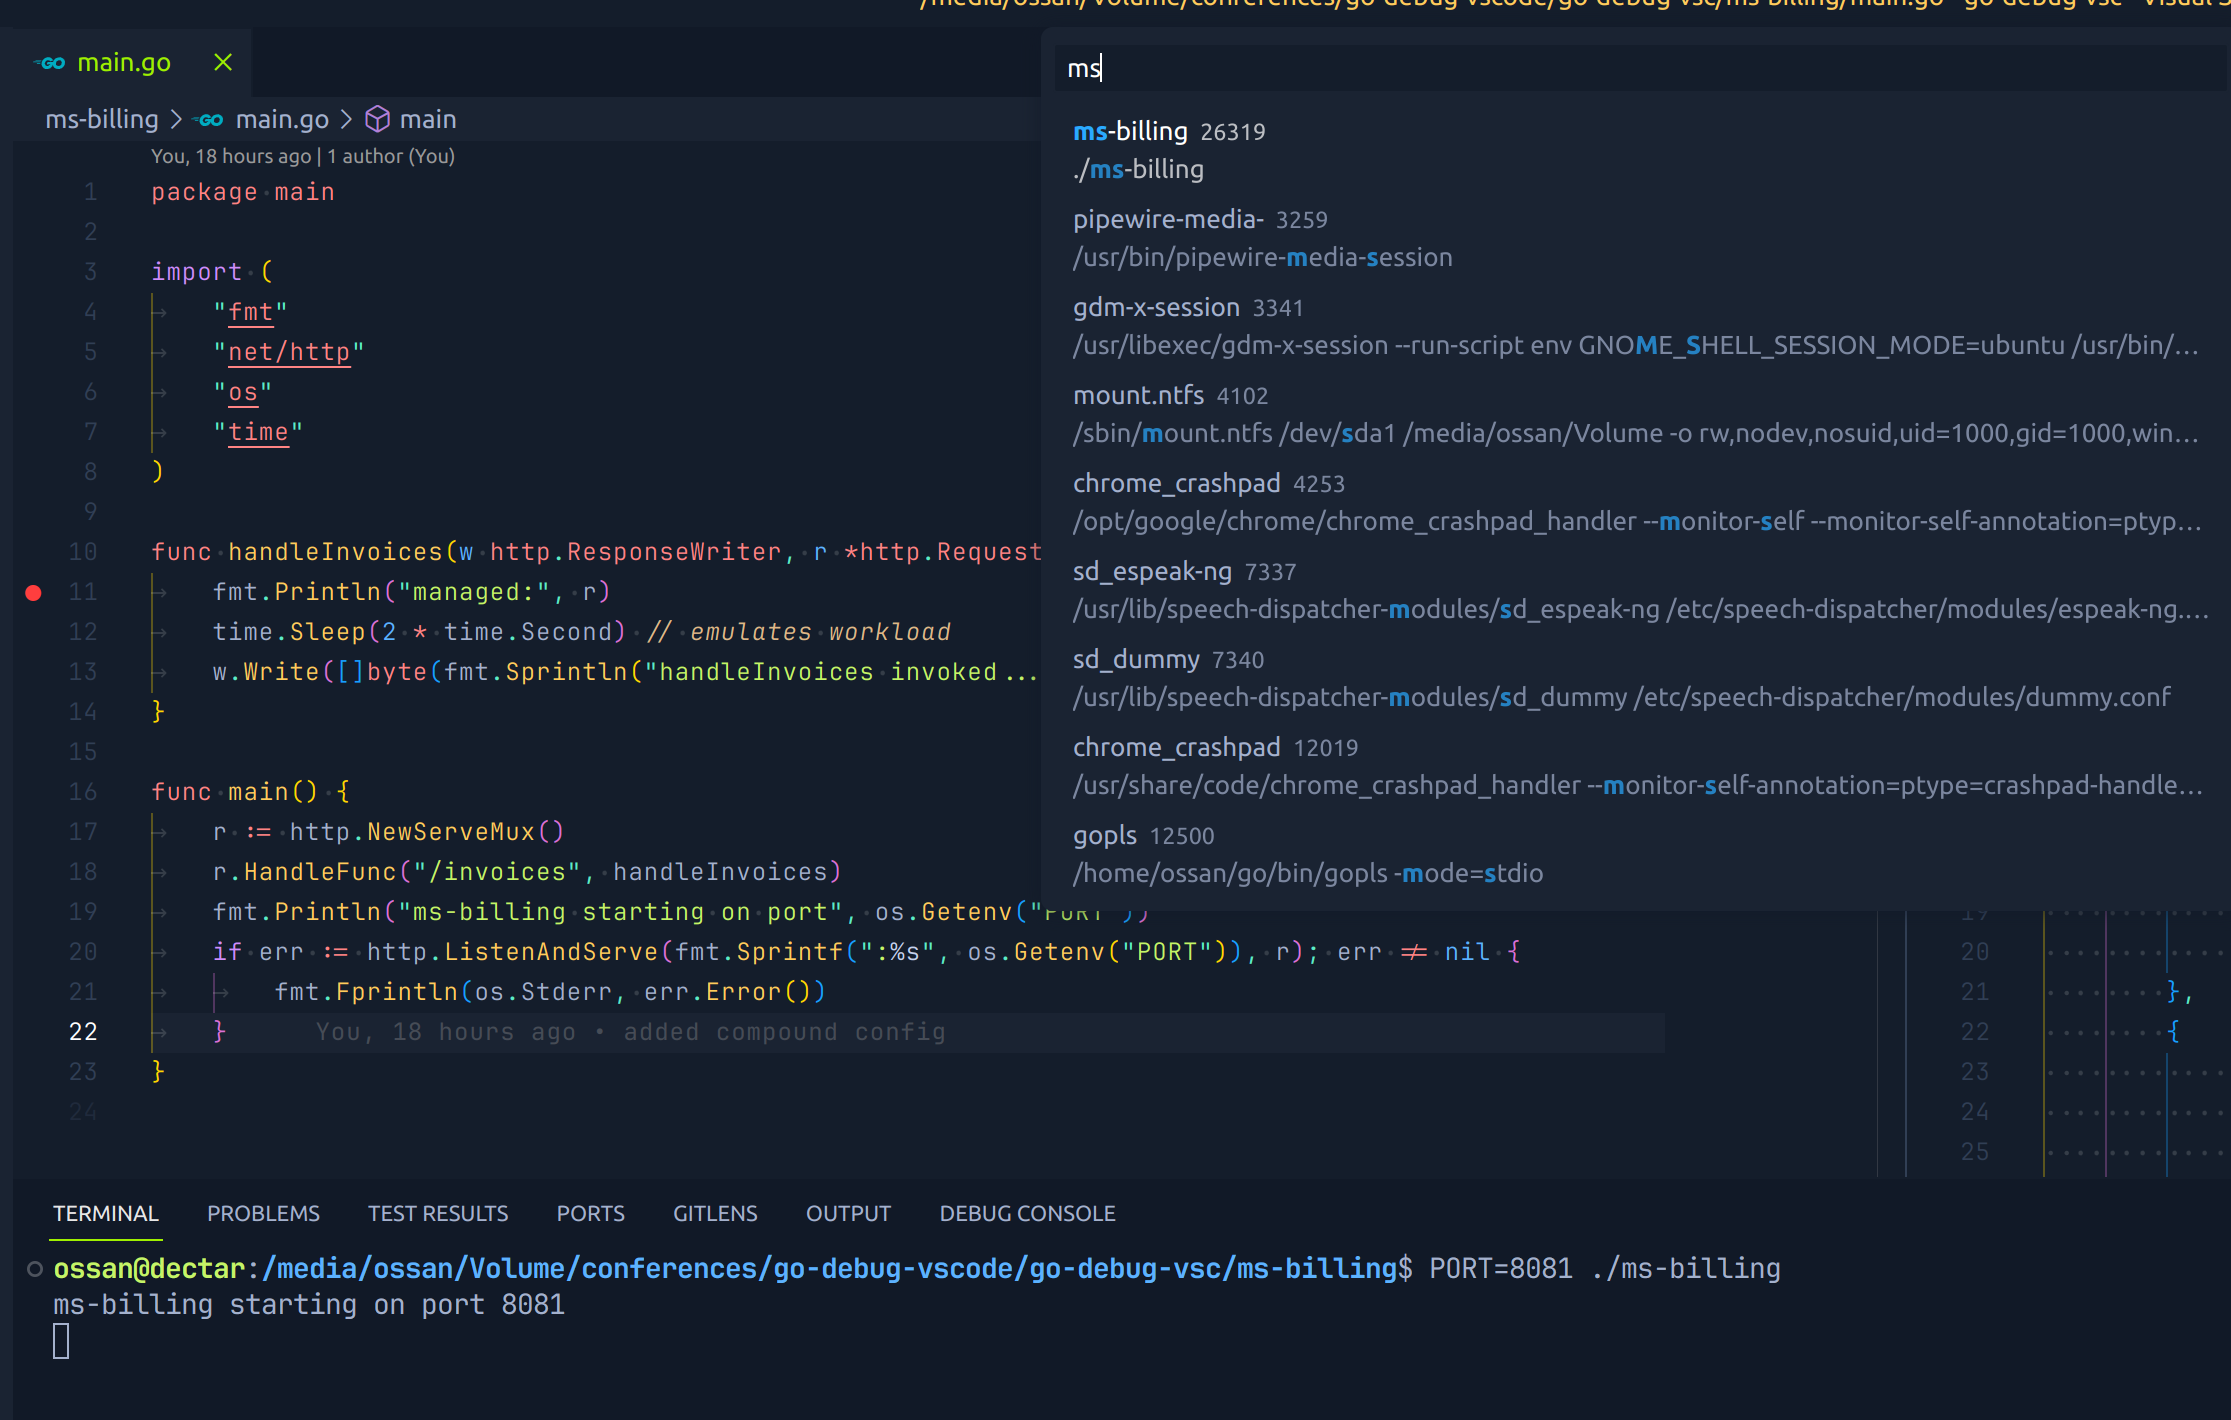 /media/ossan/Volume/conferences/go-debug-vscode/go-debug-vsc/ms-billing/main.go - go-debug-vsc - Visual S
GO main.go
ms-billing > GO main.go > main
You, 18 hours ago | 1 author (You)
1 package main
2
3 import (
4 "fmt"
5 "net/http"
6 "os"
7 "time"
8 )
9
10 func handleInvoices(w http.ResponseWriter, r *http.Request
11 fmt.Println("managed:", r)
12 time.Sleep(2 * time.Second) // emulates workload
13 w.Write([]byte(fmt.Sprintln("handleInvoices invoked...
14 }
15
16 func main() {
17 r := http.NewServeMux()
18 r.HandleFunc("/invoices", handleInvoices)
19 fmt.Println("ms-billing starting on port", os.Getenv("PORT"))
20 if err := http.ListenAndServe(fmt.Sprintf(":%s", os.Getenv("PORT")), r); err != nil {
21 fmt.Fprintln(os.Stderr, err.Error())
22 } You, 18 hours ago • added compound config
23 }
24
ms
ms-billing 26319
./ms-billing
pipewire-media- 3259
/usr/bin/pipewire-media-session
gdm-x-session 3341
/usr/libexec/gdm-x-session --run-script env GNOME_SHELL_SESSION_MODE=ubuntu /usr/bin/…
mount.ntfs 4102
/sbin/mount.ntfs /dev/sda1 /media/ossan/Volume -o rw,nodev,nosuid,uid=1000,gid=1000,win…
chrome_crashpad 4253
/opt/google/chrome/chrome_crashpad_handler --monitor-self --monitor-self-annotation=ptyp…
sd_espeak-ng 7337
/usr/lib/speech-dispatcher-modules/sd_espeak-ng /etc/speech-dispatcher/modules/espeak-ng.…
sd_dummy 7340
/usr/lib/speech-dispatcher-modules/sd_dummy /etc/speech-dispatcher/modules/dummy.conf
chrome_crashpad 12019
/usr/share/code/chrome_crashpad_handler --monitor-self-annotation=ptype=crashpad-handle…
gopls 12500
/home/ossan/go/bin/gopls -mode=stdio
19
20
21 },
22 {
23
24
25
TERMINAL PROBLEMS TEST RESULTS PORTS GITLENS OUTPUT DEBUG CONSOLE
ossan@dectar:/media/ossan/Volume/conferences/go-debug-vscode/go-debug-vsc/ms-billing$ PORT=8081 ./ms-billing
ms-billing starting on port 8081